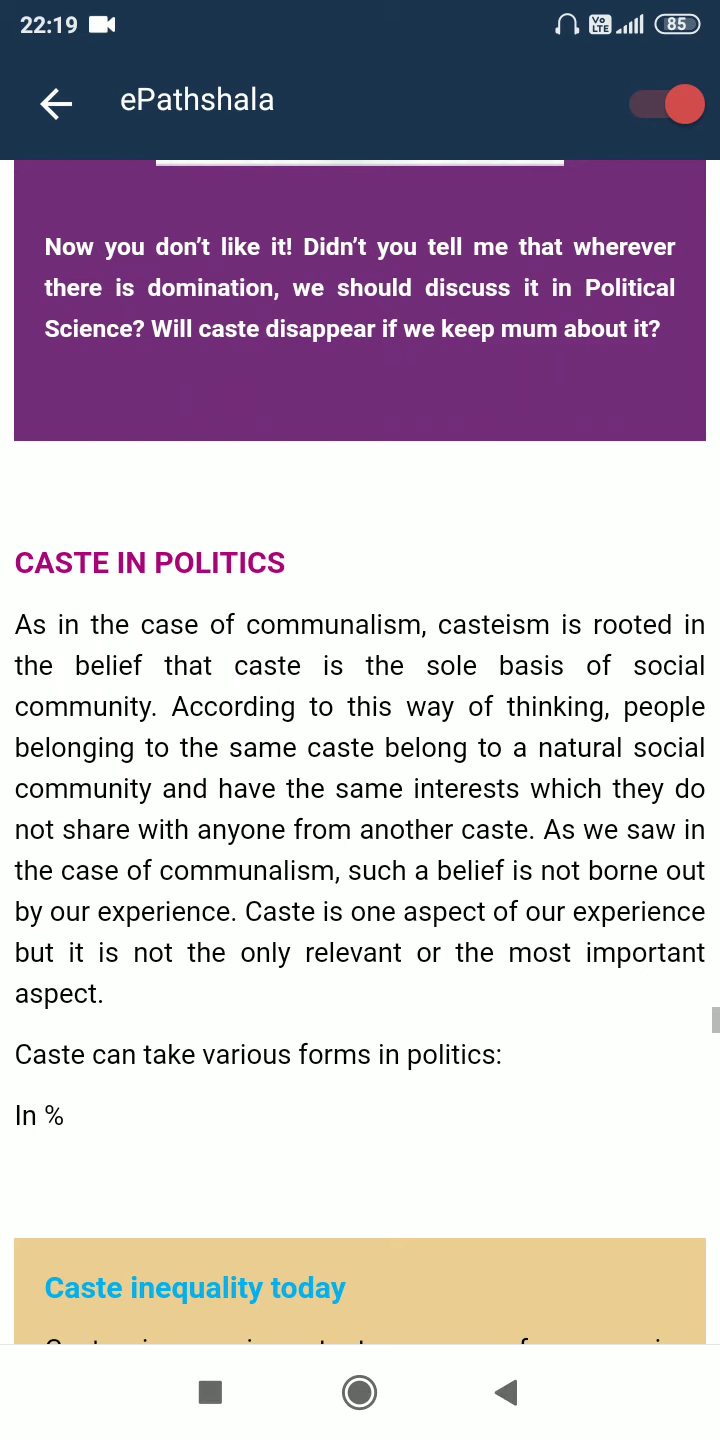 22:19
Vo LTE
85
ePathshala
Now you don’t like it! Didn’t you tell me that wherever
there is domination, we should discuss it in Political
Science? Will caste disappear if we keep mum about it?
CASTE IN POLITICS
As in the case of communalism, casteism is rooted in
the belief that caste is the sole basis of social
community. According to this way of thinking, people
belonging to the same caste belong to a natural social
community and have the same interests which they do
not share with anyone from another caste. As we saw in
the case of communalism, such a belief is not borne out
by our experience. Caste is one aspect of our experience
but it is not the only relevant or the most important
aspect.
Caste can take various forms in politics:
In %
Caste inequality today